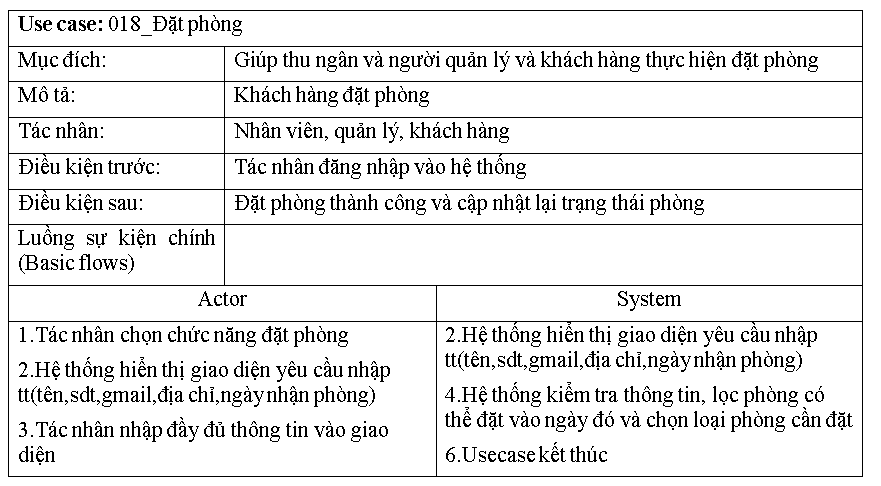 Use case: 018_Đặt phòng
Mục đích: Giúp thu ngân và người quản lý và khách hàng thực hiện đặt phòng
Mô tả: Khách hàng đặt phòng
Tác nhân: Nhân viên, quản lý, khách hàng
Điều kiện trước: Tác nhân đăng nhập vào hệ thống
Điều kiện sau: Đặt phòng thành công và cập nhật lại trạng thái phòng
Luồng sự kiện chính
(Basic flows)
Actor
1.Tác nhân chọn chức năng đặt phòng
2.Hệ thống hiển thị giao diện yêu cầu nhập
tt(tên,sdt,gmail,địa chỉ,ngày nhận phòng)
3.Tác nhân nhập đầy đủ thông tin vào giao
diện
System
2.Hệ thống hiển thị giao diện yêu cầu nhập
tt(tên,sdt,gmail,địa chỉ,ngày nhận phòng)
4.Hệ thống kiểm tra thông tin, lọc phòng có
thể đặt vào ngày đó và chọn loại phòng cần đặt
6.Usecase kết thúc